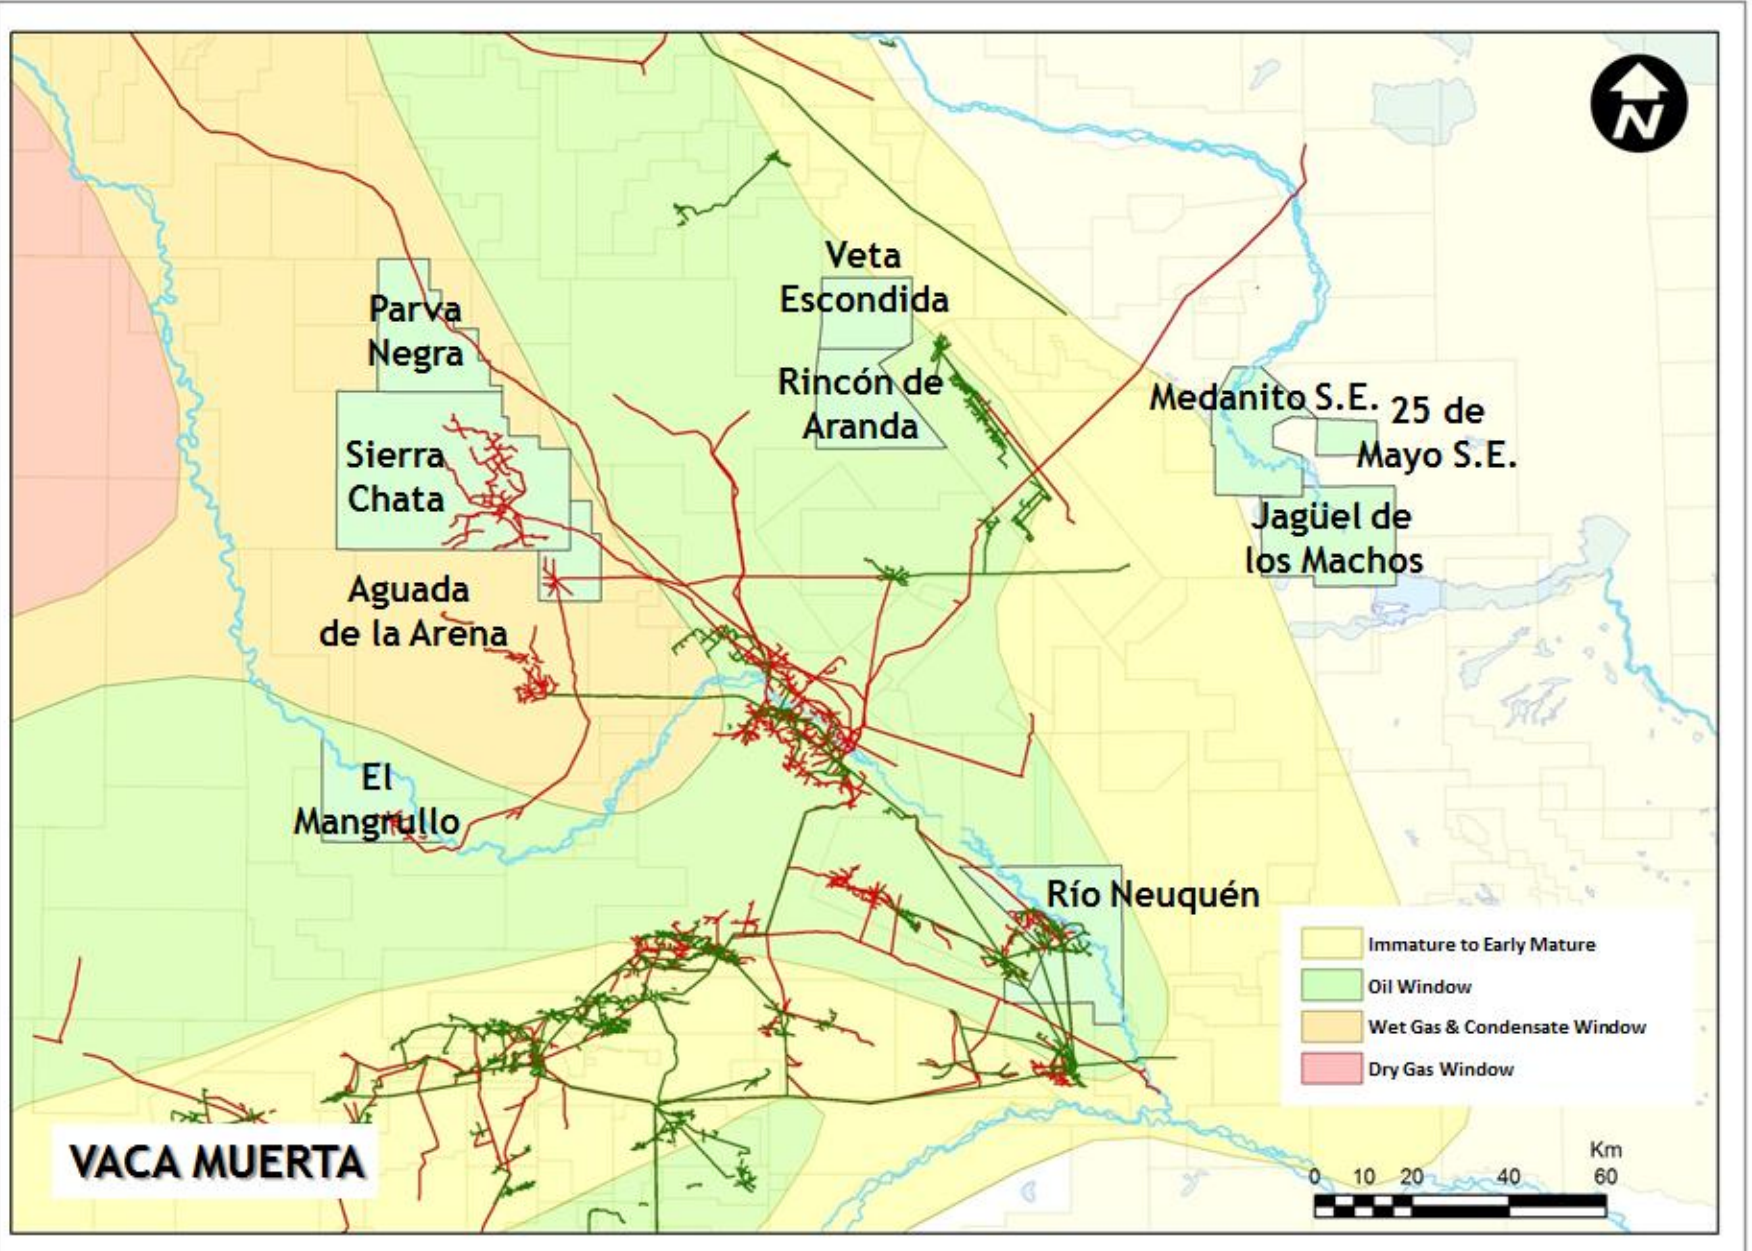 N
Veta
Escondida
Parva
Negra
Rincón de
Aranda
Medanito S.E.
25 de
Mayo S.E.
Sierra
Chata
Jagüel de
los Machos
Aguada
de la Arena
El
Mangrullo
Río Neuquén
Immature to Early Mature
Oil Window
Wet Gas & Condensate Window
Dry Gas Window
VACA MUERTA
Km
0 10 20 40 60